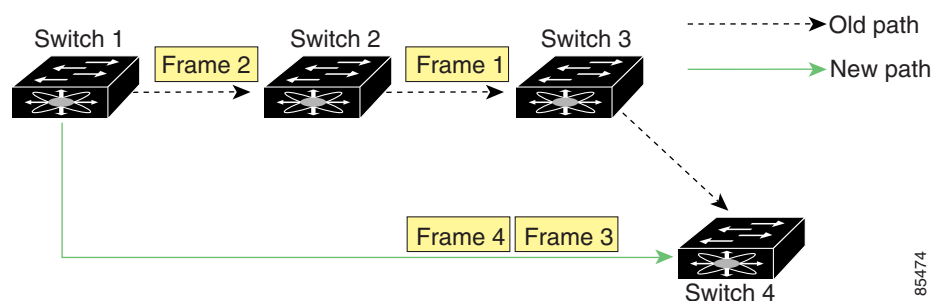 Switch 1
Switch 2
Switch 3
Old path
Frame 2
Frame 1
New path
Frame 4
Frame 3
Switch 4
85474